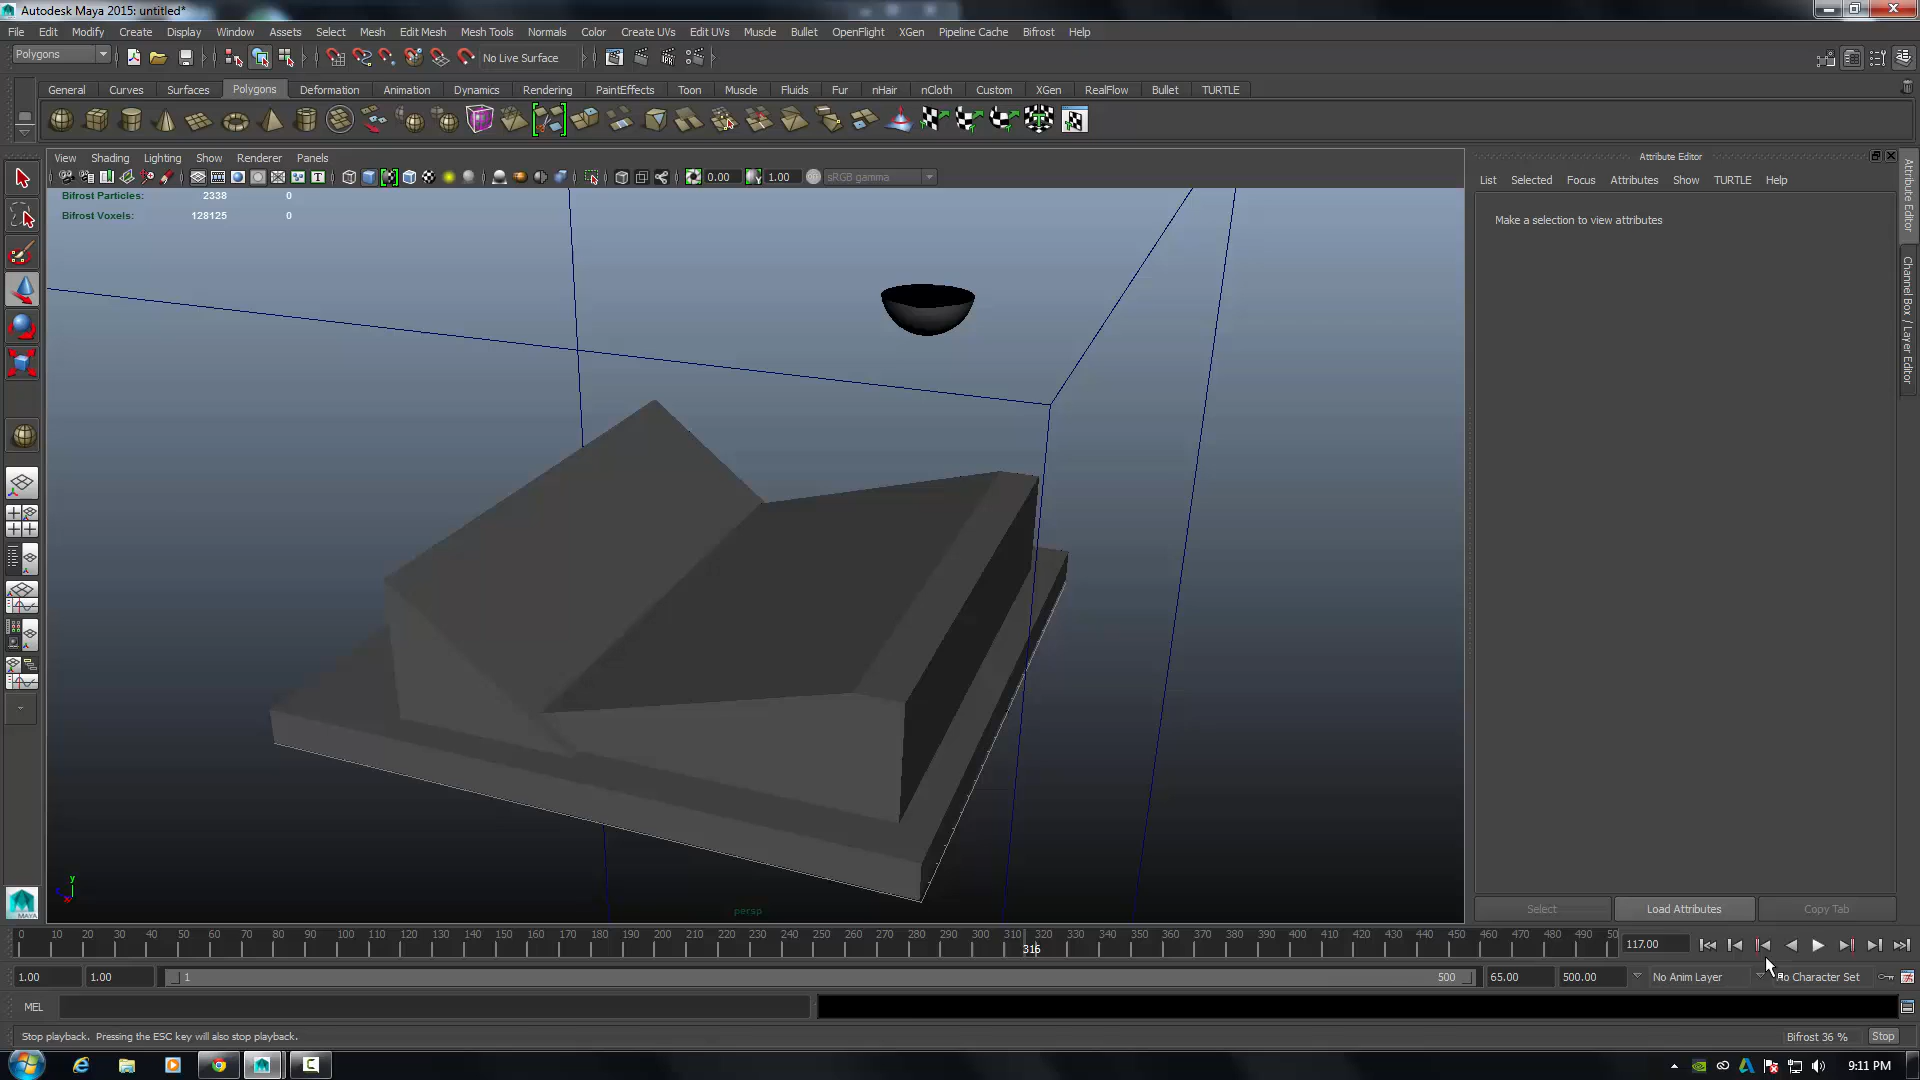 Autodesk Maya 2015: untitled*
File Edit Modify Create Display Window Assets Select Mesh Edit Mesh Mesh Tools Normals Color Create UVs Edit UVs Muscle Bullet OpenFlight XGen Pipeline Cache Bifrost Help
Polygons No Live Surface
General Curves Surfaces Polygons Deformation Animation Dynamics Rendering PaintEffects Toon Muscle Fluids Fur nHair nCloth Custom XGen RealFlow Bullet TURTLE
View Shading Lighting Show Renderer Panels
Attribute Editor
0.00 1.00 sRGB gamma
List Selected Focus Attributes Show TURTLE Help
Bifrost Particles: 2338 0
Bifrost Voxels: 128125 0
Make a selection to view attributes
Attribute Editor
Channel Box / Layer Editor
y
x
persp
MAYA
Select Load Attributes Copy Tab
0 10 20 30 40 50 60 70 80 90 100 110 120 130 140 150 160 170 180 190 200 210 220 230 240 250 260 270 280 290 300 310 320 330 340 350 360 370 380 390 400 410 420 430 440 450 460 470 480 490 50
316
117.00
1.00 1.00 1 500 65.00 500.00 No Anim Layer o Character Set
MEL
Stop playback. Pressing the ESC key will also stop playback.
Bifrost 36 % Stop
9:11 PM